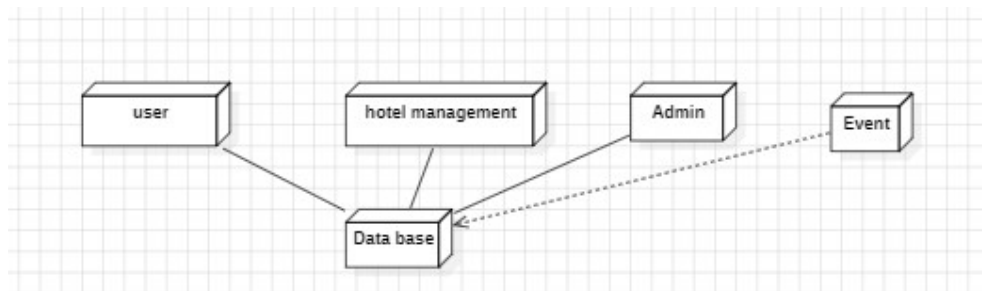 user
hotel management
Admin
Event
Data base